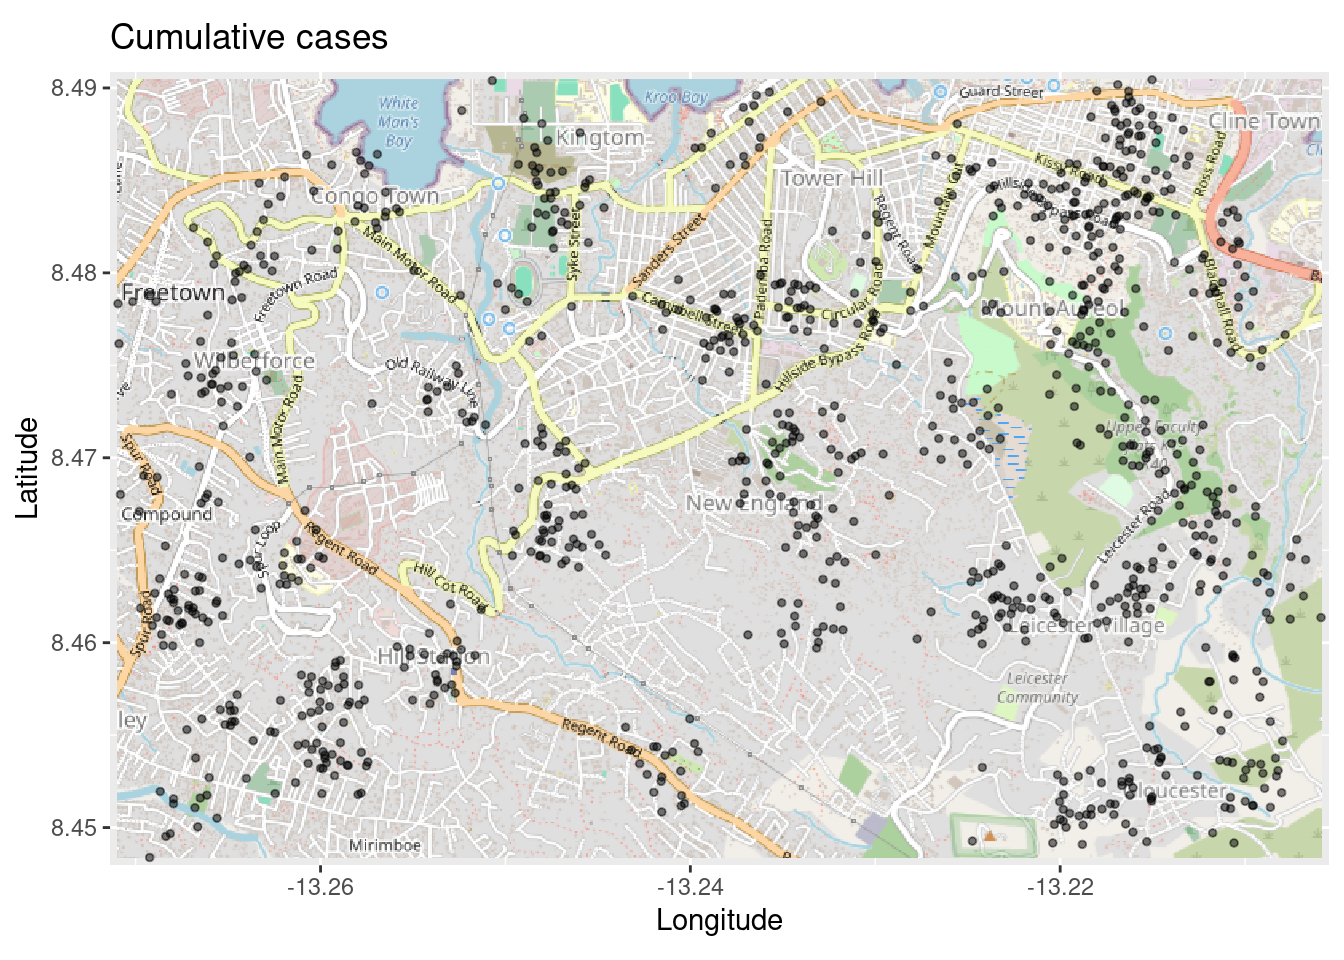 Cumulative cases
8.49
8.48
8.47
8.46
8.45
Latitude
-13.26
-13.24
-13.22
Longitude
White
Man's
Bay
Kroo Bay
Guard Street
Cline Town
Kingtom
Congo Town
Tower Hill
Kissy Road
Ross Road
Main Motor Road
Syke Street
Sanders Street
Regent Road
Mountain Cut
Freetown
Freetown Road
Campbell Street
Pademba Road
Circular Road
Mount Aureol
Blackhall Road
Wilberforce
Old Railway Line
Hillside Bypass Road
Main Motor Road
Spur Road
New England
Compound
Spur Loop
Regent Road
Hill Cot Road
Leicester Road
Spur Road
Leicester Village
Hill Station
Leicester
Community
ley
Regent Road
Gloucester
Mirimboe